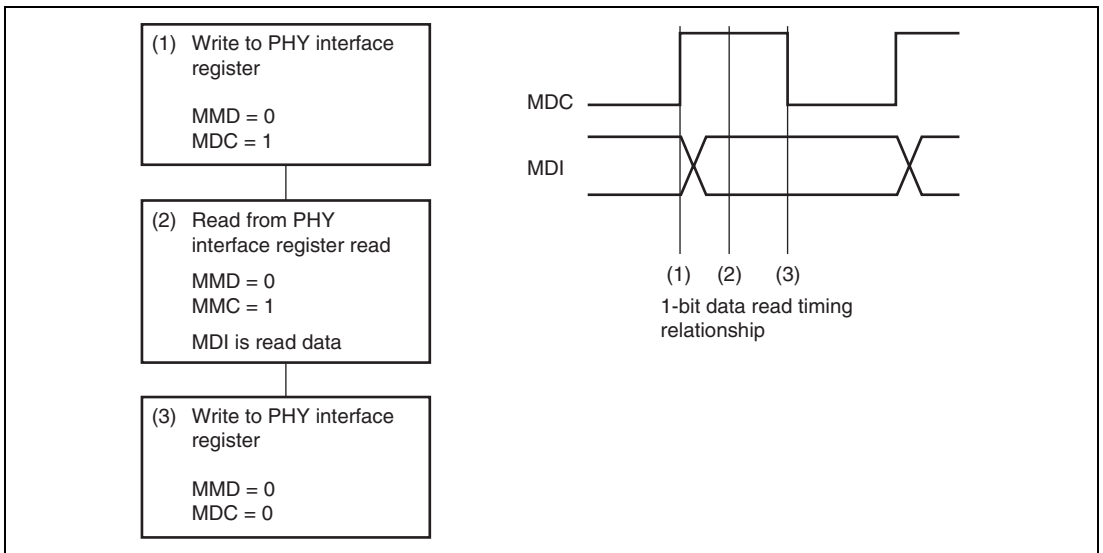 (1) Write to PHY interface
register
MMD = 0
MDC = 1
(2) Read from PHY
interface register read
MMD = 0
MMC = 1
MDI is read data
(3) Write to PHY interface
register
MMD = 0
MDC = 0
MDC
MDI
(1) (2) (3)
1-bit data read timing
relationship